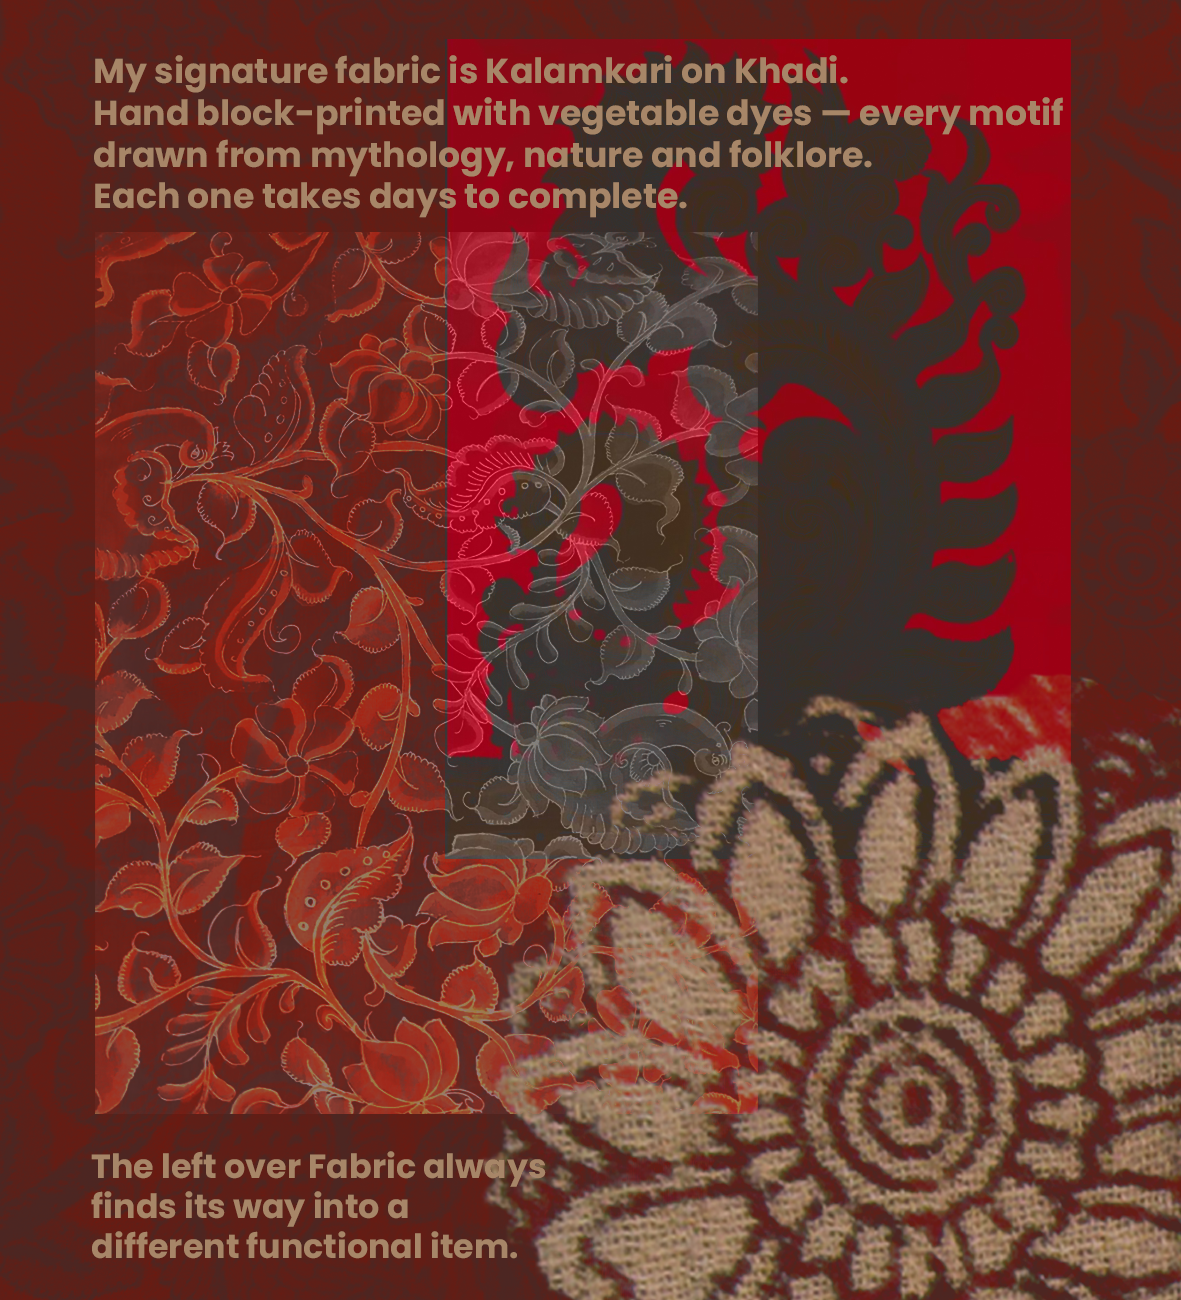 My signature fabric is Kalamkari on Khadi.
Hand block-printed with vegetable dyes — every motif
drawn from mythology, nature and folklore.
Each one takes days to complete.
The left over Fabric always
finds its way into a
different functional item.